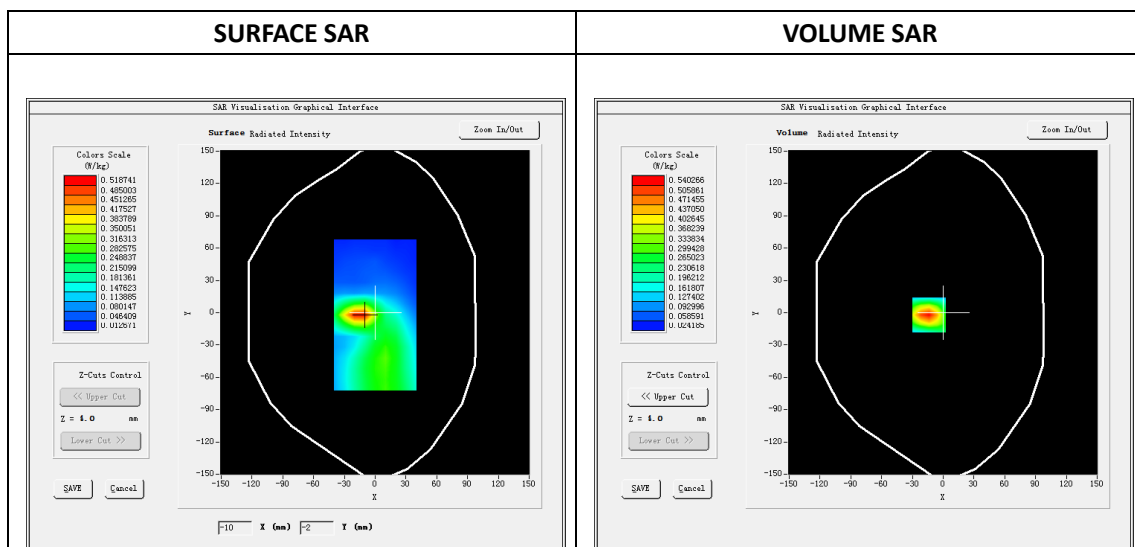 SURFACE SAR
VOLUME SAR
SAR Visualisation Graphical Interface
Surface Radiated Intensity
Zoom In/Out
Colors Scale
(W/kg)
0.518741
0.485003
0.451265
0.417527
0.383789
0.350051
0.316313
0.282575
0.248837
0.215099
0.181361
0.147623
0.113885
0.080147
0.046409
0.012671
150
120
90
60
30
0
-30
-60
-90
-120
-150
Y
-150 -120 -90 -60 -30 0 30 60 90 120 150
X
Z-Cuts Control
<< Upper Cut
Z = 4.0 mm
Lower Cut >>
SAVE Cancel
-10 X (mm) -2 Y (mm)
SAR Visualisation Graphical Interface
Volume Radiated Intensity
Zoom In/Out
Colors Scale
(W/kg)
0.540266
0.505861
0.471455
0.437050
0.402645
0.368239
0.333834
0.299428
0.265023
0.230618
0.196212
0.161807
0.127402
0.092996
0.058591
0.024185
150
120
90
60
30
0
-30
-60
-90
-120
-150
Y
-150 -120 -90 -60 -30 0 30 60 90 120 150
X
Z-Cuts Control
<< Upper Cut
Z = 4.0 mm
Lower Cut >>
SAVE Cancel